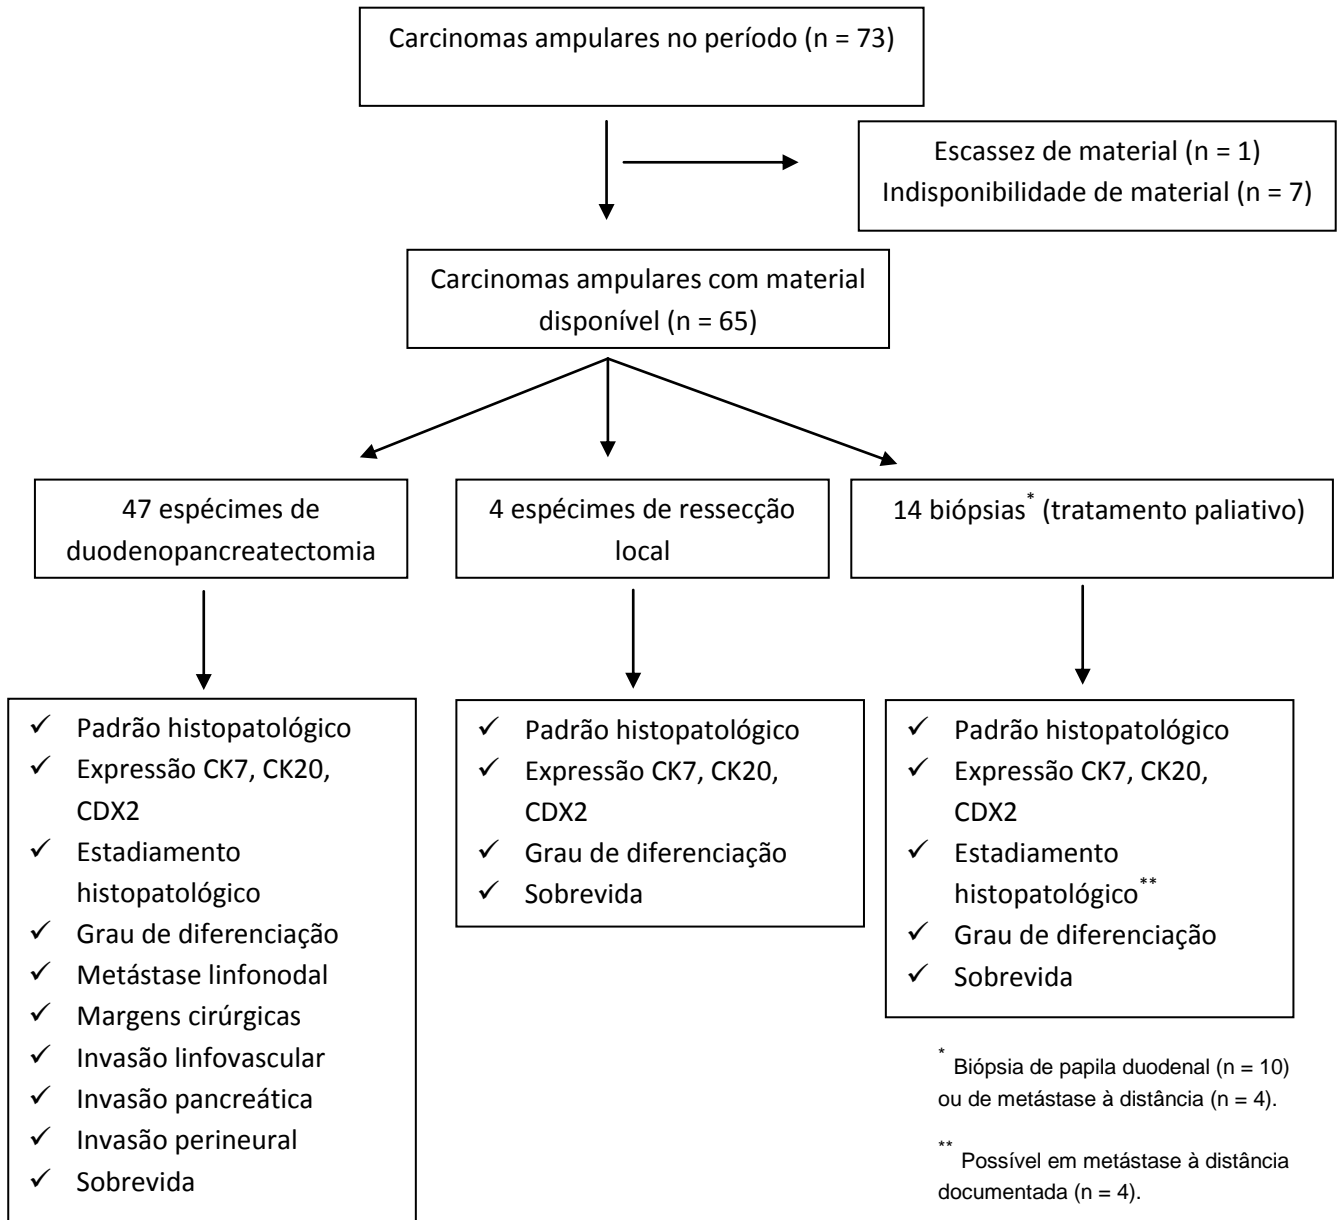 Carcinomas ampulares no período (n = 73)
Escassez de material (n = 1)
Indisponibilidade de material (n = 7)
Carcinomas ampulares com material
disponível (n = 65)
47 espécimes de
duodenopancreatectomia
4 espécimes de ressecção
local
14 biópsias* (tratamento paliativo)
✓ Padrão histopatológico
✓ Expressão CK7, CK20,
CDX2
✓ Estadiamento
histopatológico
✓ Grau de diferenciação
✓ Metástase linfonodal
✓ Margens cirúrgicas
✓ Invasão linfovascular
✓ Invasão pancreática
✓ Invasão perineural
✓ Sobrevida
✓ Padrão histopatológico
✓ Expressão CK7, CK20,
CDX2
✓ Grau de diferenciação
✓ Sobrevida
✓ Padrão histopatológico
✓ Expressão CK7, CK20,
CDX2
✓ Estadiamento
histopatológico**
✓ Grau de diferenciação
✓ Sobrevida
* Biópsia de papila duodenal (n = 10)
ou de metástase à distância (n = 4).
** Possível em metástase à distância
documentada (n = 4).